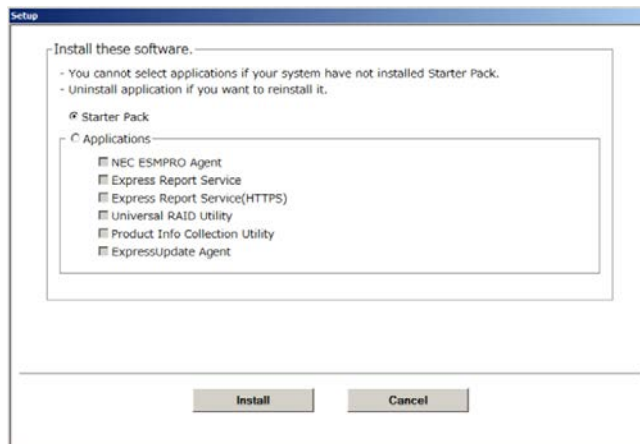 Setup
Install these software.
- You cannot select applications if your system have not installed Starter Pack.
- Uninstall application if you want to reinstall it.
Starter Pack
Applications
NEC ESMPRO Agent
Express Report Service
Express Report Service(HTTPS)
Universal RAID Utility
Product Info Collection Utility
ExpressUpdate Agent
Install Cancel